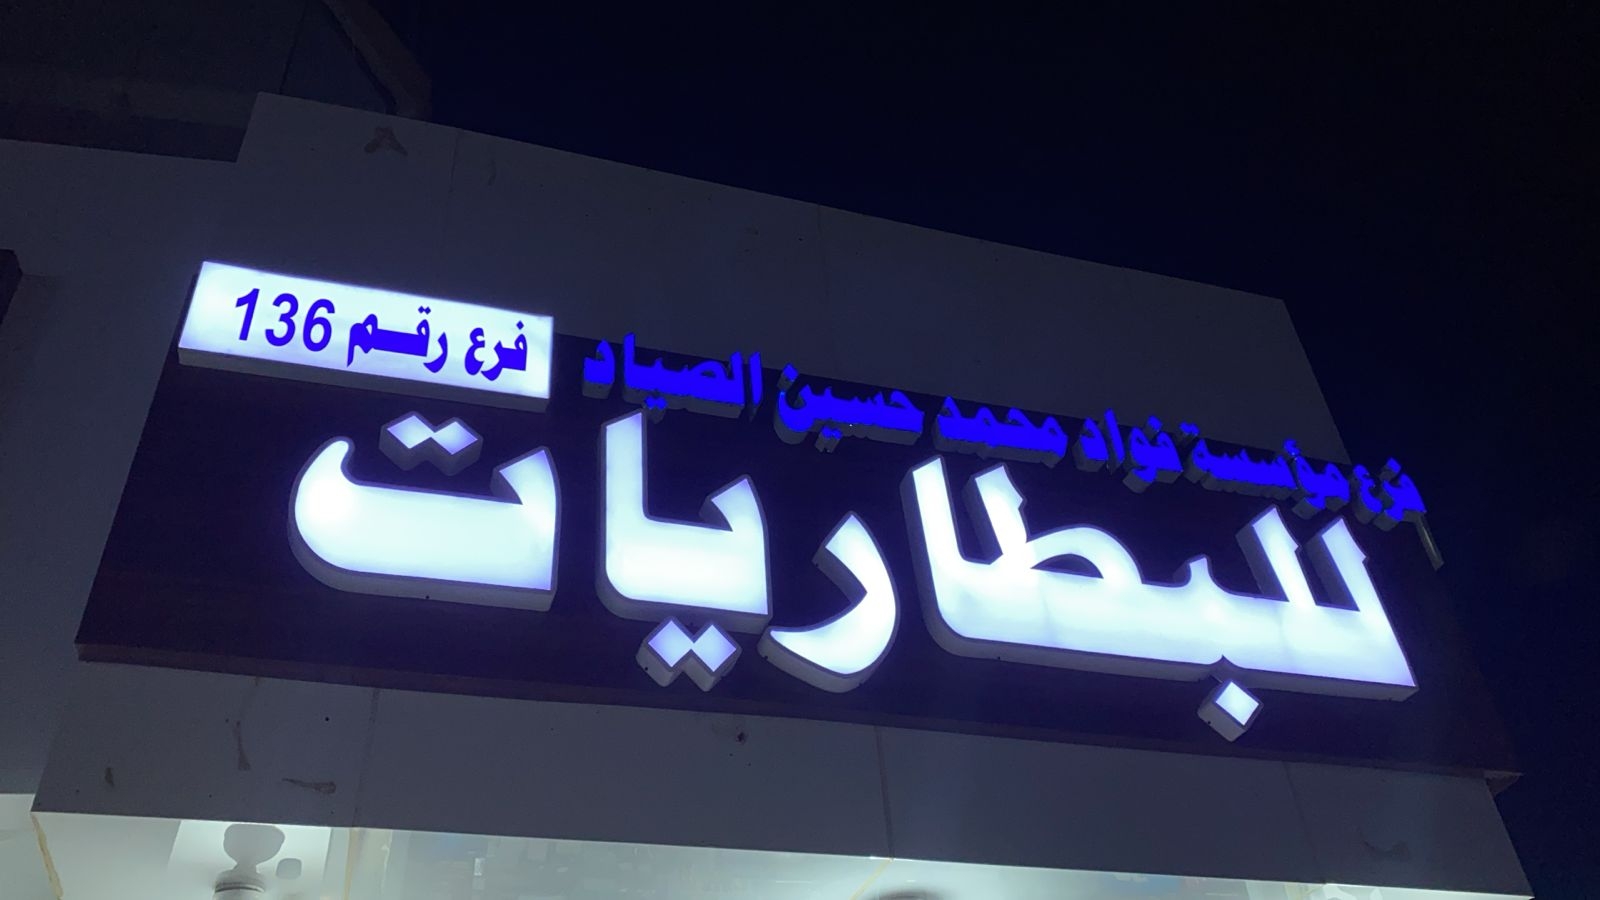 فرع مؤسسة فواد محمد حسين الصياد
فرع رقم 136
للبطاريات